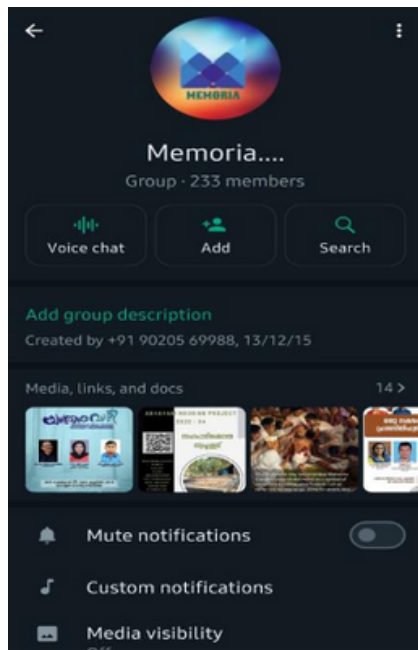 MEMORIA
Memoria....
Group · 233 members
Voice chat
Add
Search
Add group description
Created by +91 90205 69988, 13/12/15
Media, links, and docs
14 >
Mute notifications
Custom notifications
Media visibility
Off